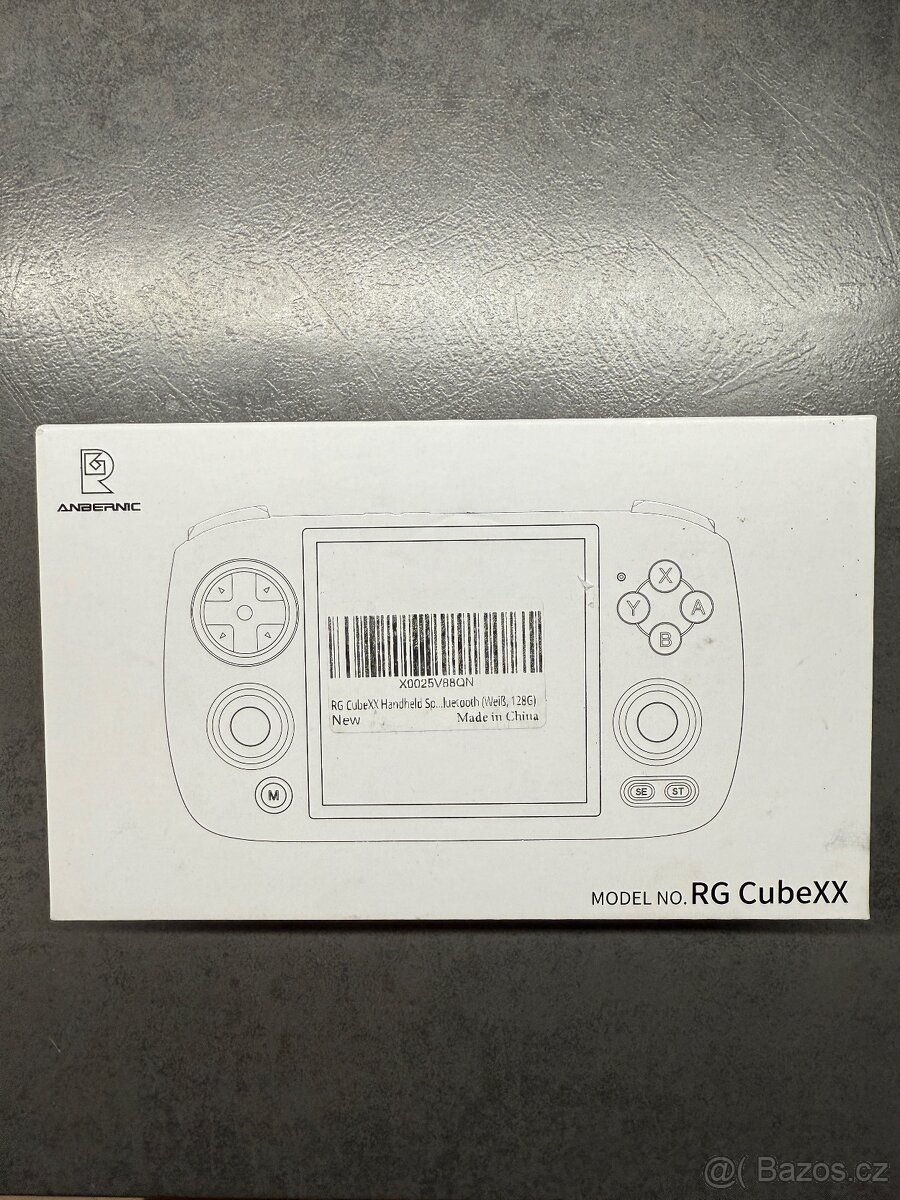 ANBERNIC
X
Y
A
B
X0025V88QN
RG CubeXX Handheld Sp...luetooth (Weiß, 128G)
New
Made in China
M
SE
ST
MODEL NO. RG CubeXX
@( Bazos.cz